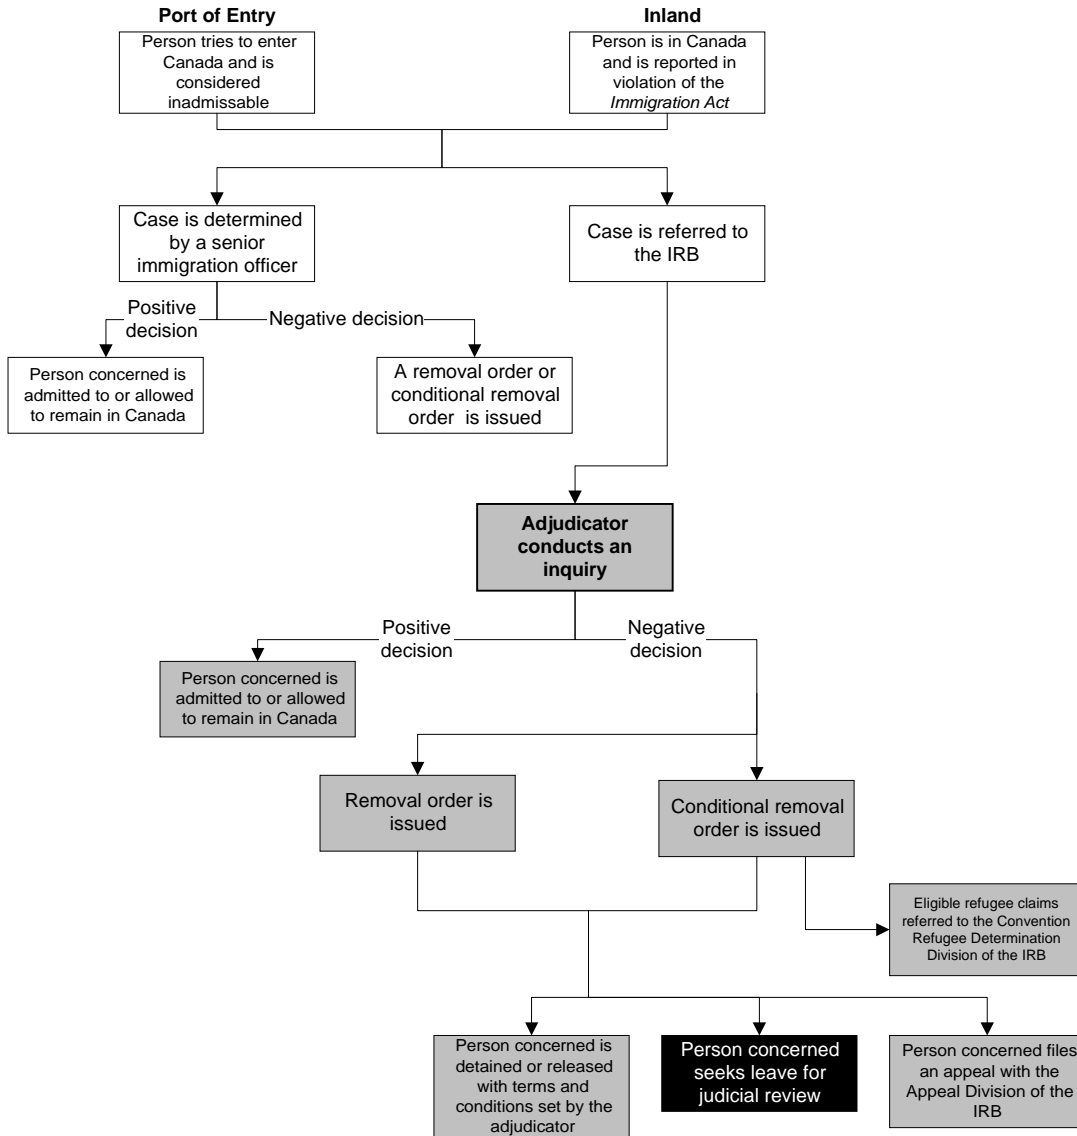 Port of Entry
Inland
Person tries to enter
Canada and is
considered
inadmissable
Person is in Canada
and is reported in
violation of the
Immigration Act
Case is determined
by a senior
immigration officer
Case is referred to
the IRB
Positive
decision
Negative decision
Person concerned is
admitted to or allowed
to remain in Canada
A removal order or
conditional removal
order is issued
Adjudicator
conducts an
inquiry
Positive
decision
Negative
decision
Person concerned is
admitted to or allowed
to remain in Canada
Removal order is
issued
Conditional removal
order is issued
Eligible refugee claims
referred to the Convention
Refugee Determination
Division of the IRB
Person concerned is
detained or released
with terms and
conditions set by the
adjudicator
Person concerned
seeks leave for
judicial review
Person concerned files
an appeal with the
Appeal Division of the
IRB